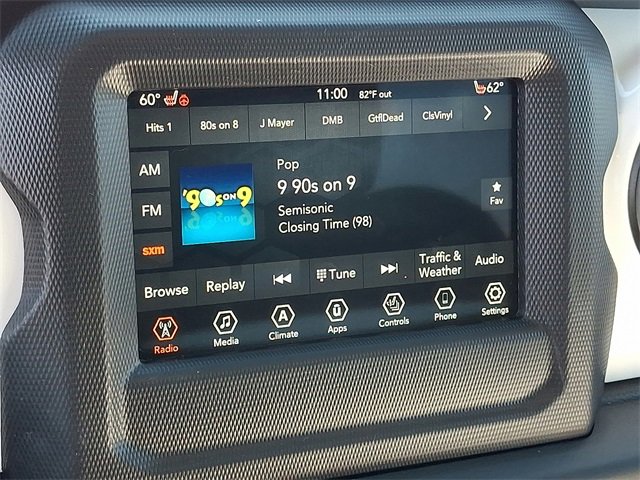 60° 11:00 82°F out 62°
Hits 1 80s on 8 J Mayer DMB GtflDead ClsVinyl
AM
FM
sxm
'90s on 9
Pop
9 90s on 9
Semisonic
Closing Time (98)
Fav
Browse Replay Tune Traffic & Weather Audio
Radio Media Climate Apps Controls Phone Settings